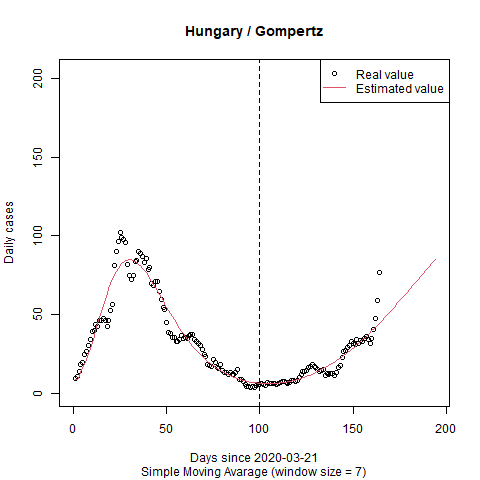 Hungary / Gompertz
Real value
Estimated value
Daily cases
200
150
100
50
0
0
50
100
150
200
Days since 2020-03-21
Simple Moving Avarage (window size = 7)